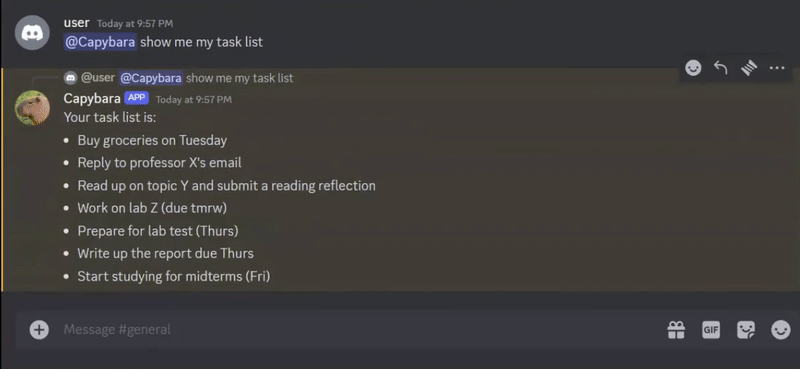 user Today at 9:57 PM
@Capybara show me my task list
@user @Capybara show me my task list
Capybara APP Today at 9:57 PM
Your task list is:
• Buy groceries on Tuesday
• Reply to professor X's email
• Read up on topic Y and submit a reading reflection
• Work on lab Z (due tmrw)
• Prepare for lab test (Thurs)
• Write up the report due Thurs
• Start studying for midterms (Fri)
Message #general
GIF